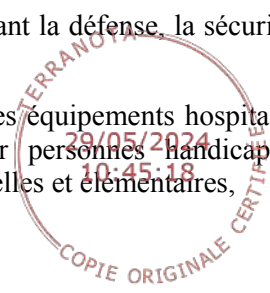 ant la défense, la sécuri
TERRANOTA
es équipements hospita
29/05/2024
r personnes handicap
10:45:18
elles et élémentaires,
COPIE ORIGINALE CERTIFIÉE